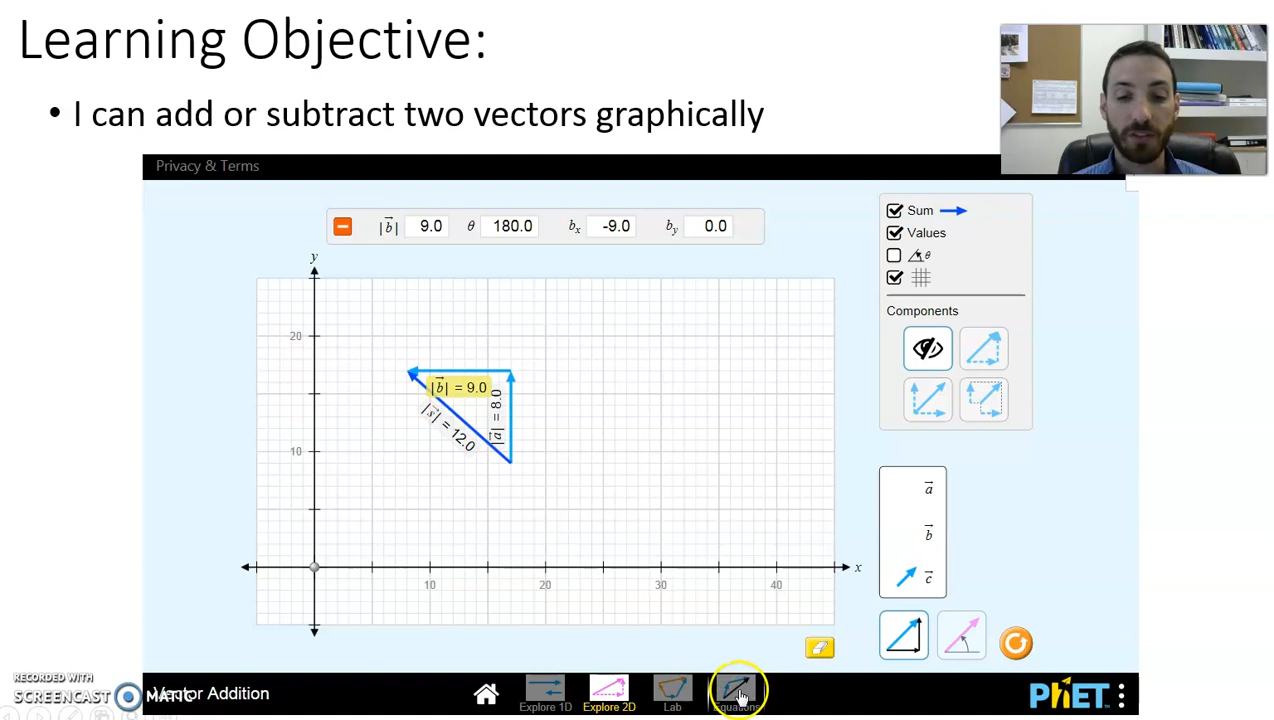 Learning Objective:
• I can add or subtract two vectors graphically
Privacy & Terms
|b⃗| 9.0 θ 180.0 bx -9.0 by 0.0
Sum
Values
θ
Components
y
20
10
|b⃗| = 9.0
|s⃗| = 12.0
|a⃗| = 8.0
10 20 30 40
x
a⃗
b⃗
c⃗
RECORDED WITH
SCREENCAST MATIC
Vector Addition
Explore 1D
Explore 2D
Lab
Equations
PhET